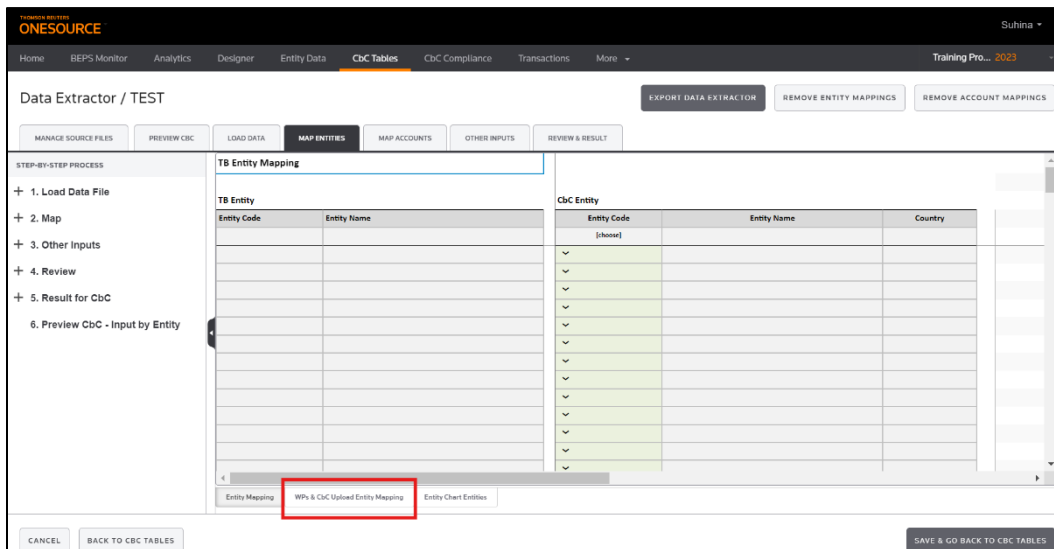 THOMSON REUTERS
ONESOURCE
Suhina
Home BEPS Monitor Analytics Designer Entity Data CbC Tables CbC Compliance Transactions More Training Pro... 2023
Data Extractor / TEST
EXPORT DATA EXTRACTOR REMOVE ENTITY MAPPINGS REMOVE ACCOUNT MAPPINGS
MANAGE SOURCE FILES PREVIEW CBC LOAD DATA MAP ENTITIES MAP ACCOUNTS OTHER INPUTS REVIEW & RESULT
STEP-BY-STEP PROCESS
+ 1. Load Data File
+ 2. Map
+ 3. Other Inputs
+ 4. Review
+ 5. Result for CbC
6. Preview CbC - Input by Entity
TB Entity Mapping
TB Entity CbC Entity
Entity Code Entity Name Entity Code Entity Name Country
[choose]
Entity Mapping WPs & CbC Upload Entity Mapping Entity Chart Entities
CANCEL BACK TO CBC TABLES SAVE & GO BACK TO CBC TABLES